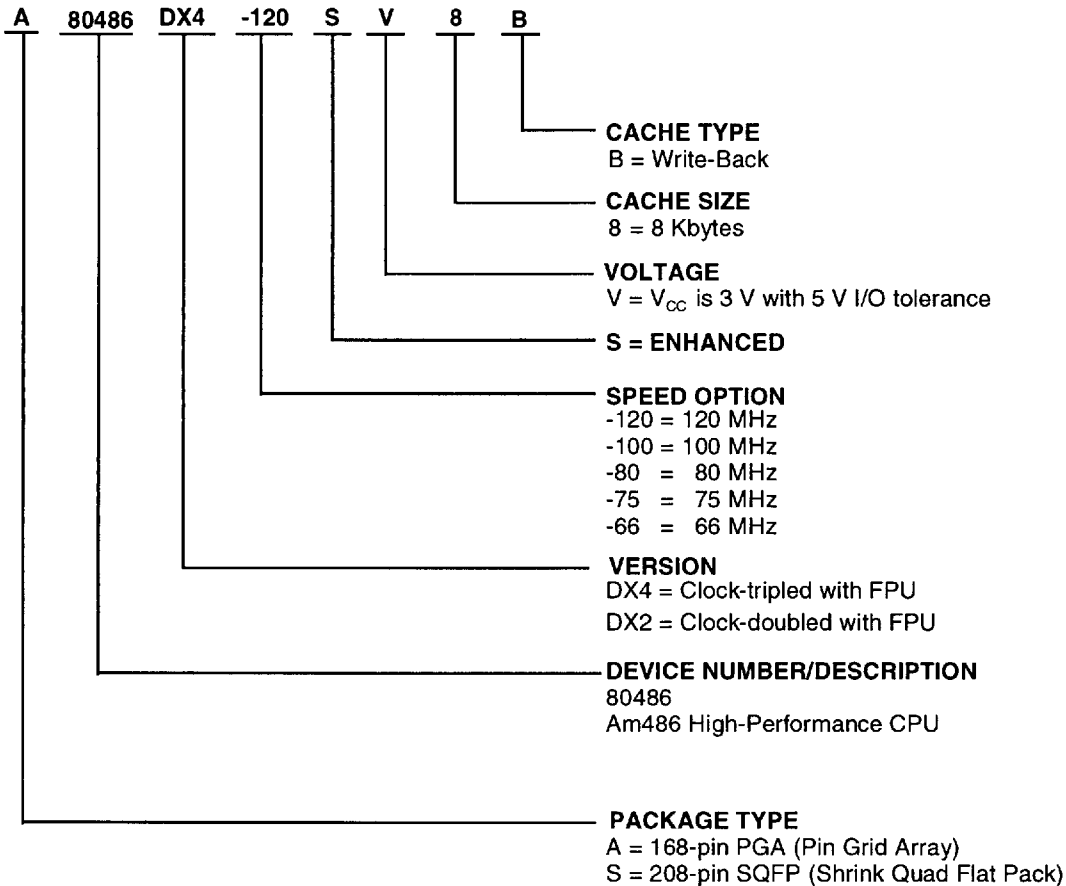 A 80486 DX4 -120 S V 8 B
CACHE TYPE
B = Write-Back
CACHE SIZE
8 = 8 Kbytes
VOLTAGE
V = VCC is 3 V with 5 V I/O tolerance
S = ENHANCED
SPEED OPTION
-120 = 120 MHz
-100 = 100 MHz
-80 = 80 MHz
-75 = 75 MHz
-66 = 66 MHz
VERSION
DX4 = Clock-tripled with FPU
DX2 = Clock-doubled with FPU
DEVICE NUMBER/DESCRIPTION
80486
Am486 High-Performance CPU
PACKAGE TYPE
A = 168-pin PGA (Pin Grid Array)
S = 208-pin SQFP (Shrink Quad Flat Pack)